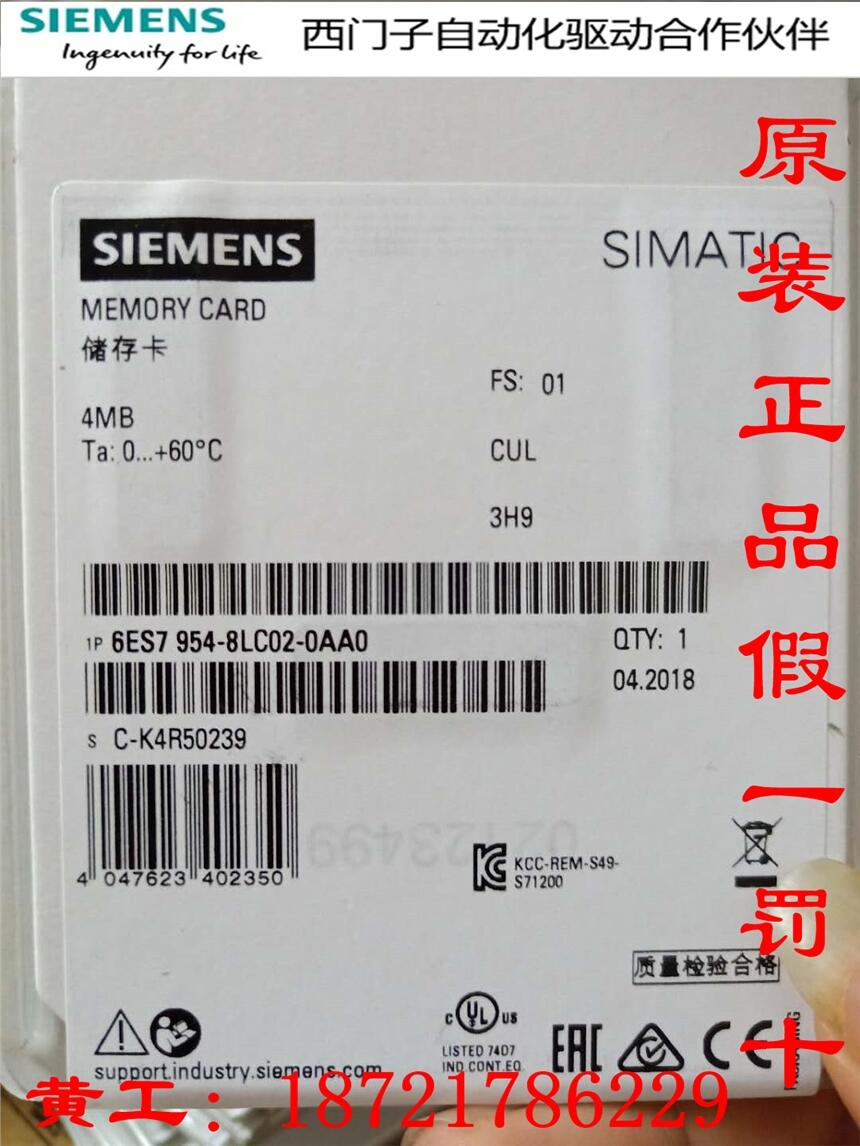 SIEMENS
Ingenuity for life
西门子自动化驱动合作伙伴
SIEMENS
SIMATIC
MEMORY CARD
储存卡
FS: 01
4MB
Ta: 0...+60°C
CUL
3H9
1P 6ES7 954-8LC02-0AA0
QTY: 1
04.2018
S C-K4R50239
4 047623 402350
02123499
KCC-REM-S49-
S71200
质量检验合格
C UL US
LISTED 74D7
IND.CONT.EQ.
EAC
CE
support.industry.siemens.com
原装正品假一罚十
黄工：18721786229